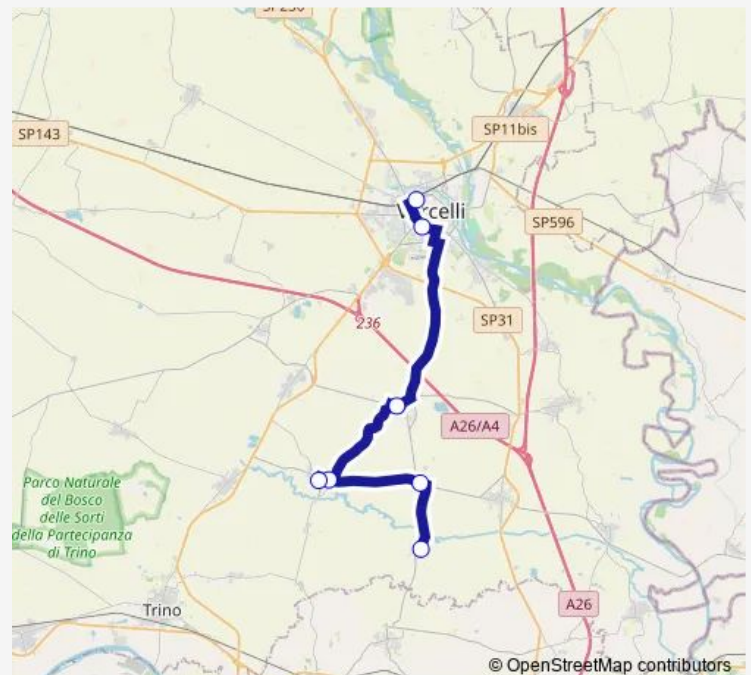 SP143
SP11bis
Vercelli
SP596
236
SP31
A26/A4
Parco Naturale
del Bosco
delle Sorti
della Partecipanza
di Trino
Trino
A26
© OpenStreetMap contributors